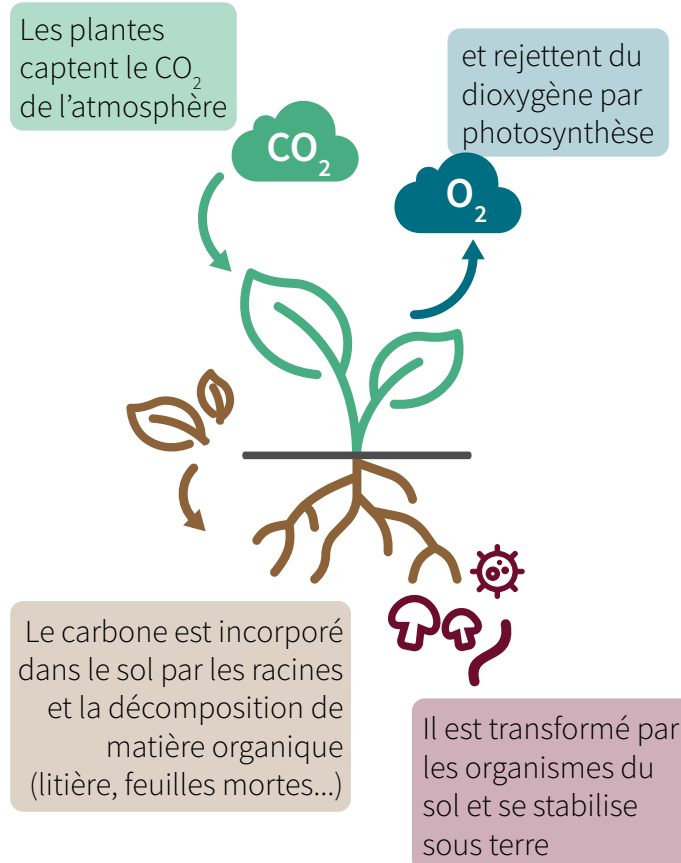 Les plantes
captent le CO₂
de l’atmosphère
et rejettent du
dioxygène par
photosynthèse
CO₂
O₂
Le carbone est incorporé
dans le sol par les racines
et la décomposition de
matière organique
(litière, feuilles mortes...)
Il est transformé par
les organismes du
sol et se stabilise
sous terre